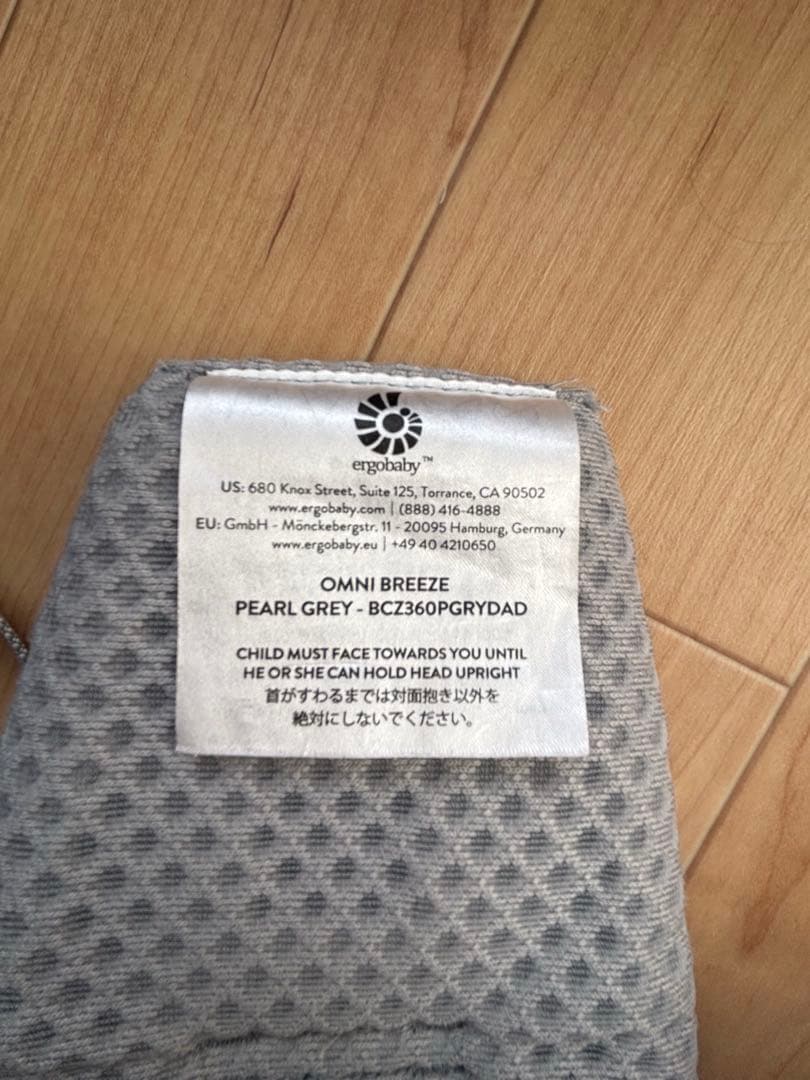 ergobaby™
US: 680 Knox Street, Suite 125, Torrance, CA 90502
www.ergobaby.com | (888) 416-4888
EU: GmbH - Mönckebergstr. 11 - 20095 Hamburg, Germany
www.ergobaby.eu | +49 40 4210650
OMNI BREEZE
PEARL GREY - BCZ360PGRYDAD
CHILD MUST FACE TOWARDS YOU UNTIL
HE OR SHE CAN HOLD HEAD UPRIGHT
首がすわるまでは対面抱き以外を
絶対にしないでください。